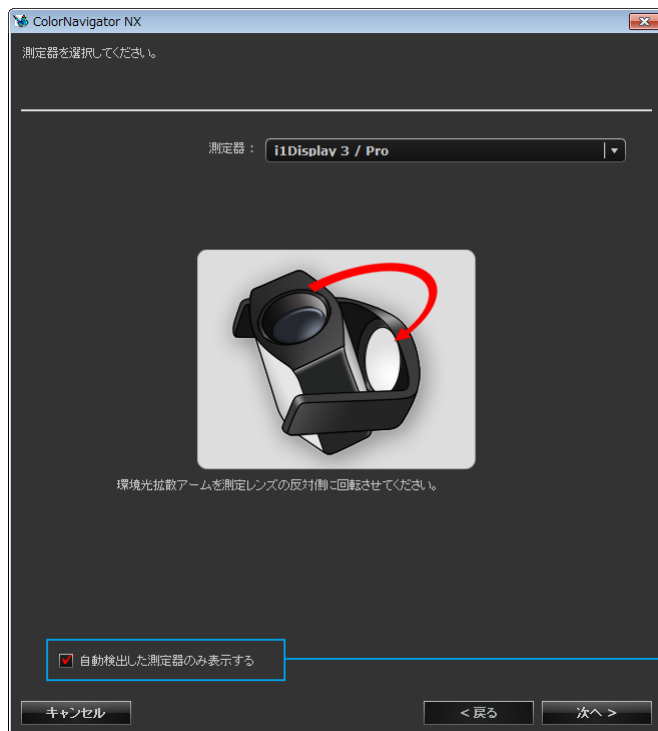 ColorNavigator NX
測定器を選択してください。
測定器： i1Display 3 / Pro
環境光拡散アームを測定レンズの反対側に回転させてください。
自動検出した測定器のみ表示する
キャンセル < 戻る 次へ >